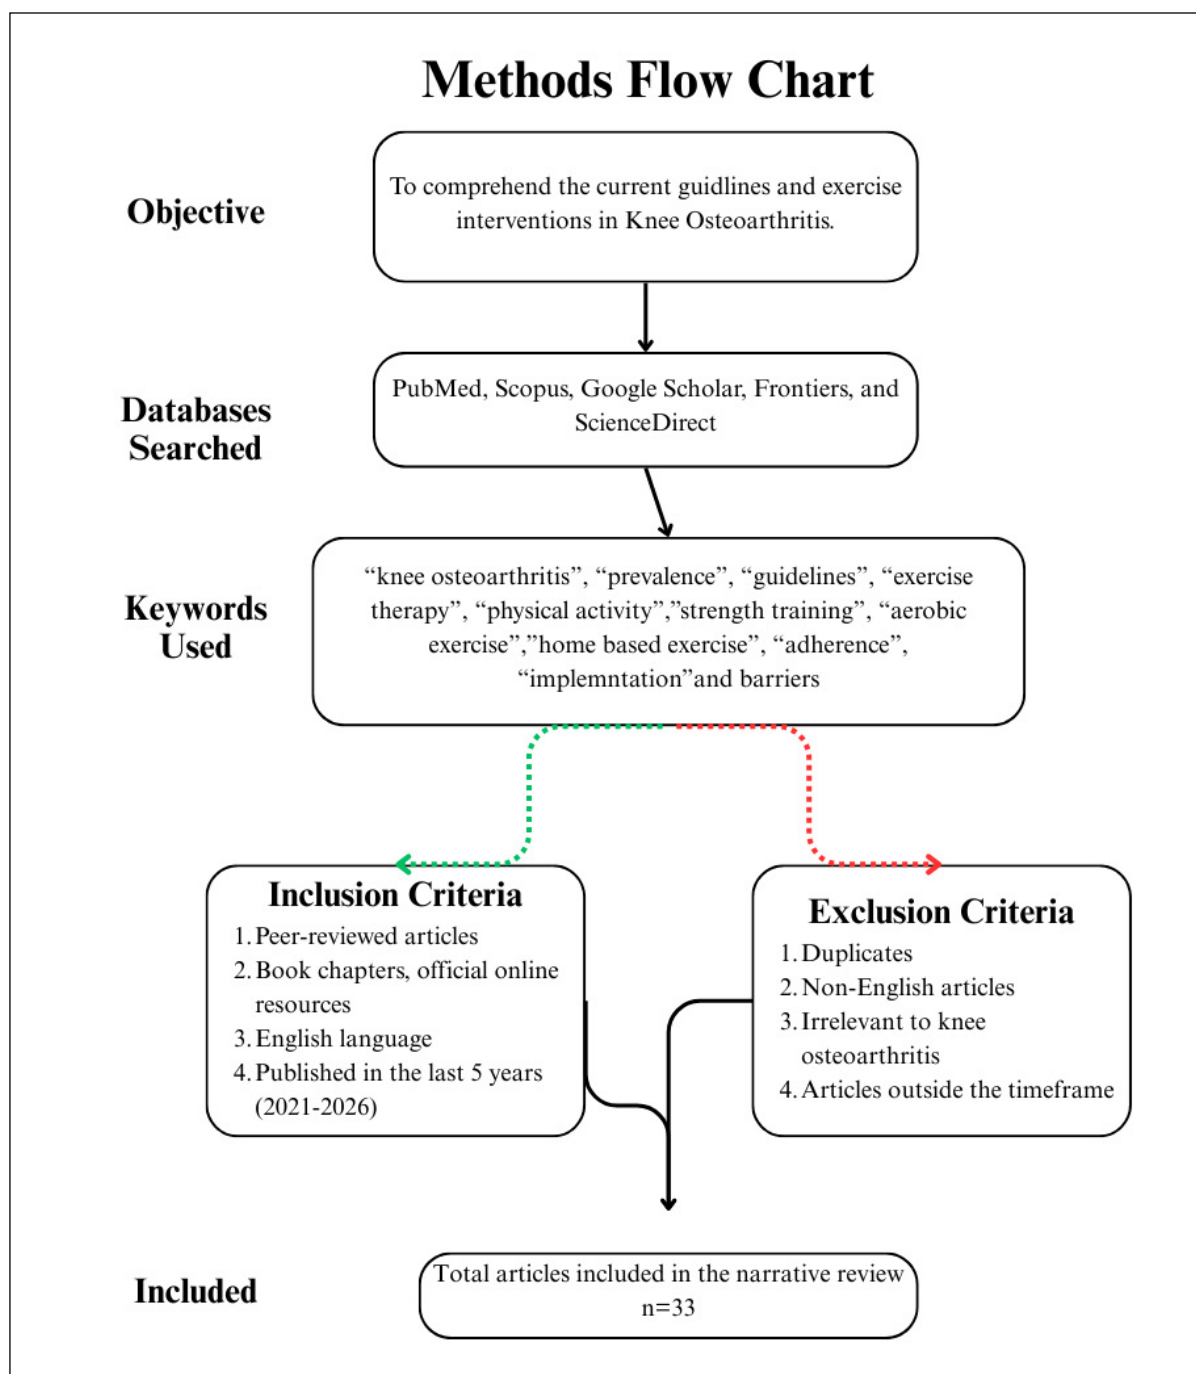 Methods Flow Chart
Objective
To comprehend the current guidlines and exercise
interventions in Knee Osteoarthritis.
Databases
Searched
PubMed, Scopus, Google Scholar, Frontiers, and
ScienceDirect
Keywords
Used
“knee osteoarthritis”, “prevalence”, “guidelines”, “exercise
therapy”, “physical activity”,”strength training”, “aerobic
exercise”,”home based exercise”, “adherence”,
“implemntation”and barriers
Inclusion Criteria
1. Peer-reviewed articles
2. Book chapters, official online
resources
3. English language
4. Published in the last 5 years
(2021-2026)
Exclusion Criteria
1. Duplicates
2. Non-English articles
3. Irrelevant to knee
osteoarthritis
4. Articles outside the timeframe
Included
Total articles included in the narrative review
n=33